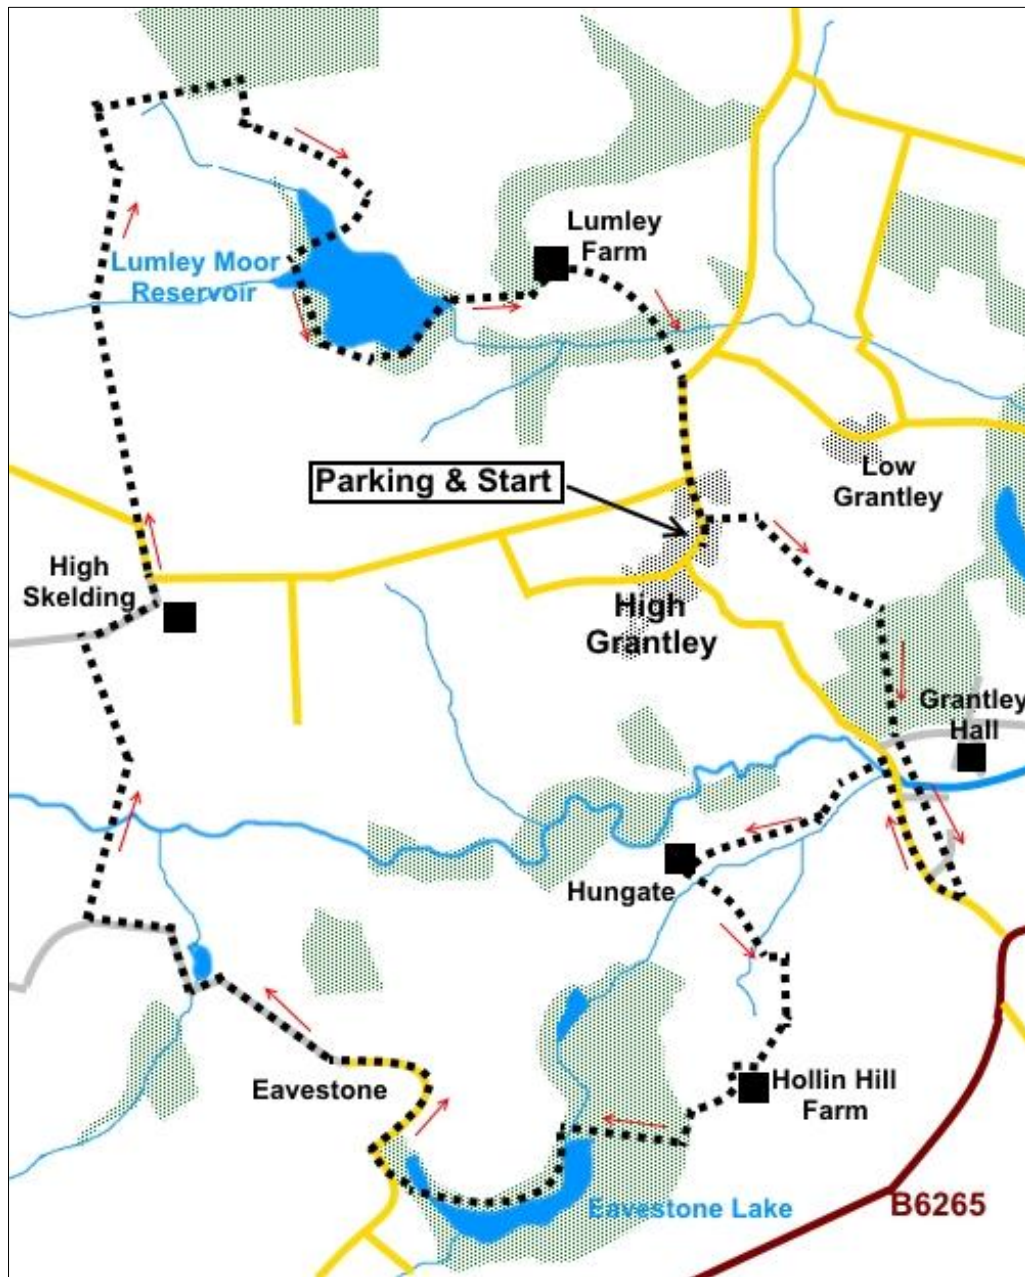 Lumley
Farm
Lumley Moor
Reservoir
Parking & Start
Low
Grantley
High
Skelding
High
Grantley
Grantley
Hall
Hungate
Eavestone
Hollin Hill
Farm
Eavestone Lake
B6265